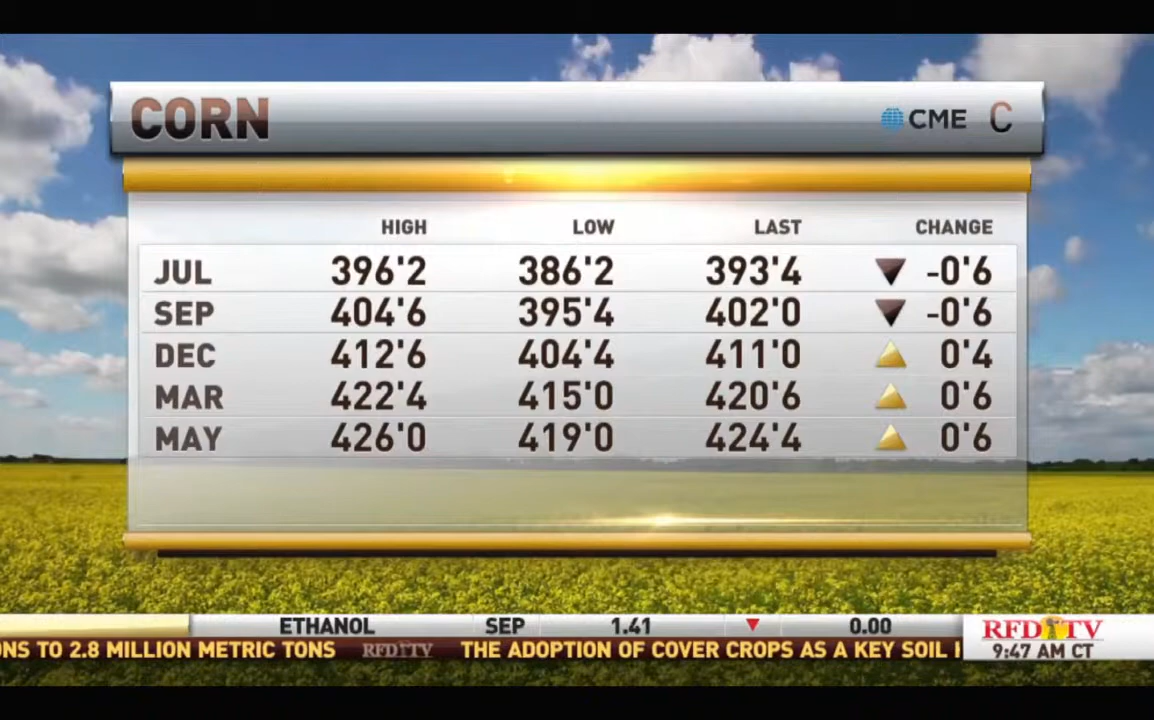 CORN CME C
HIGH LOW LAST CHANGE
JUL 396'2 386'2 393'4 -0'6
SEP 404'6 395'4 402'0 -0'6
DEC 412'6 404'4 411'0 0'4
MAR 422'4 415'0 420'6 0'6
MAY 426'0 419'0 424'4 0'6
ETHANOL SEP 1.41 0.00
RFD TV
NS TO 2.8 MILLION METRIC TONS RFD TV THE ADOPTION OF COVER CROPS AS A KEY SOIL
9:47 AM CT